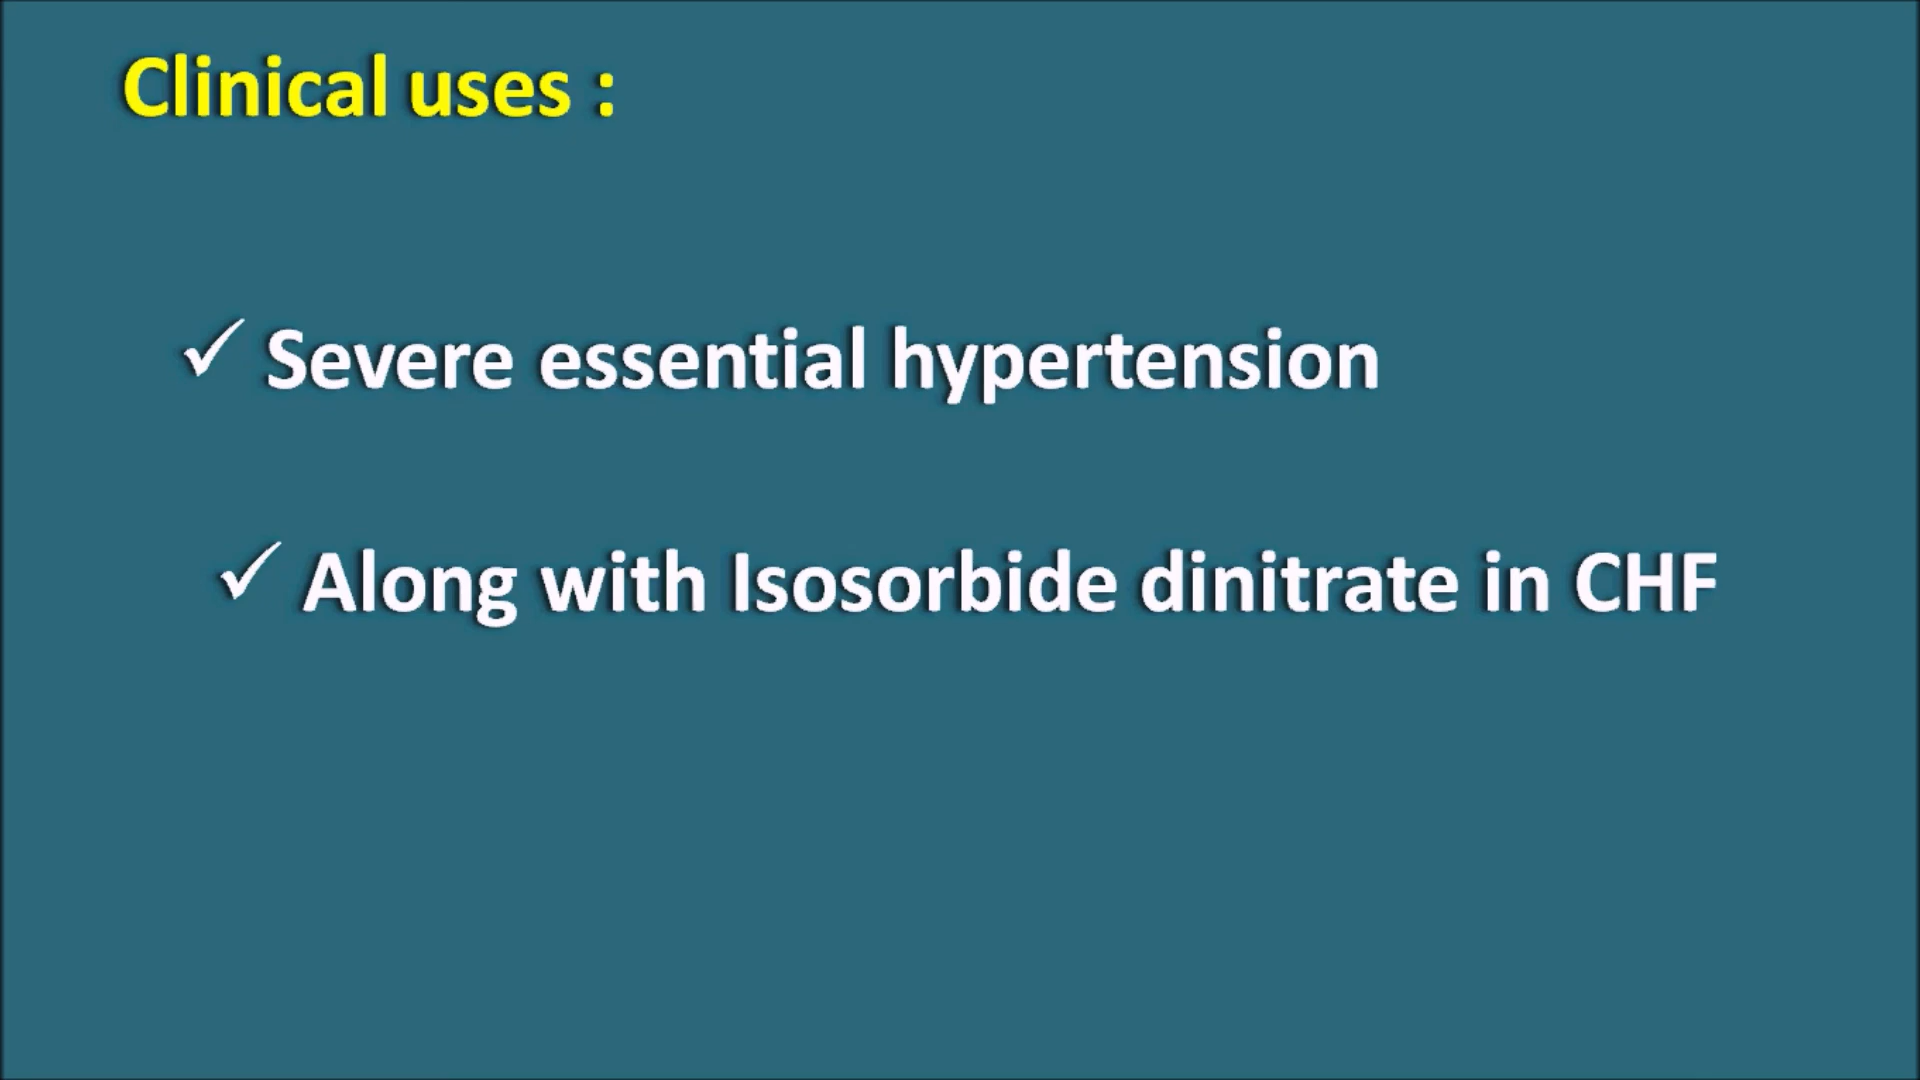 Clinical uses :
✓ Severe essential hypertension
✓ Along with Isosorbide dinitrate in CHF